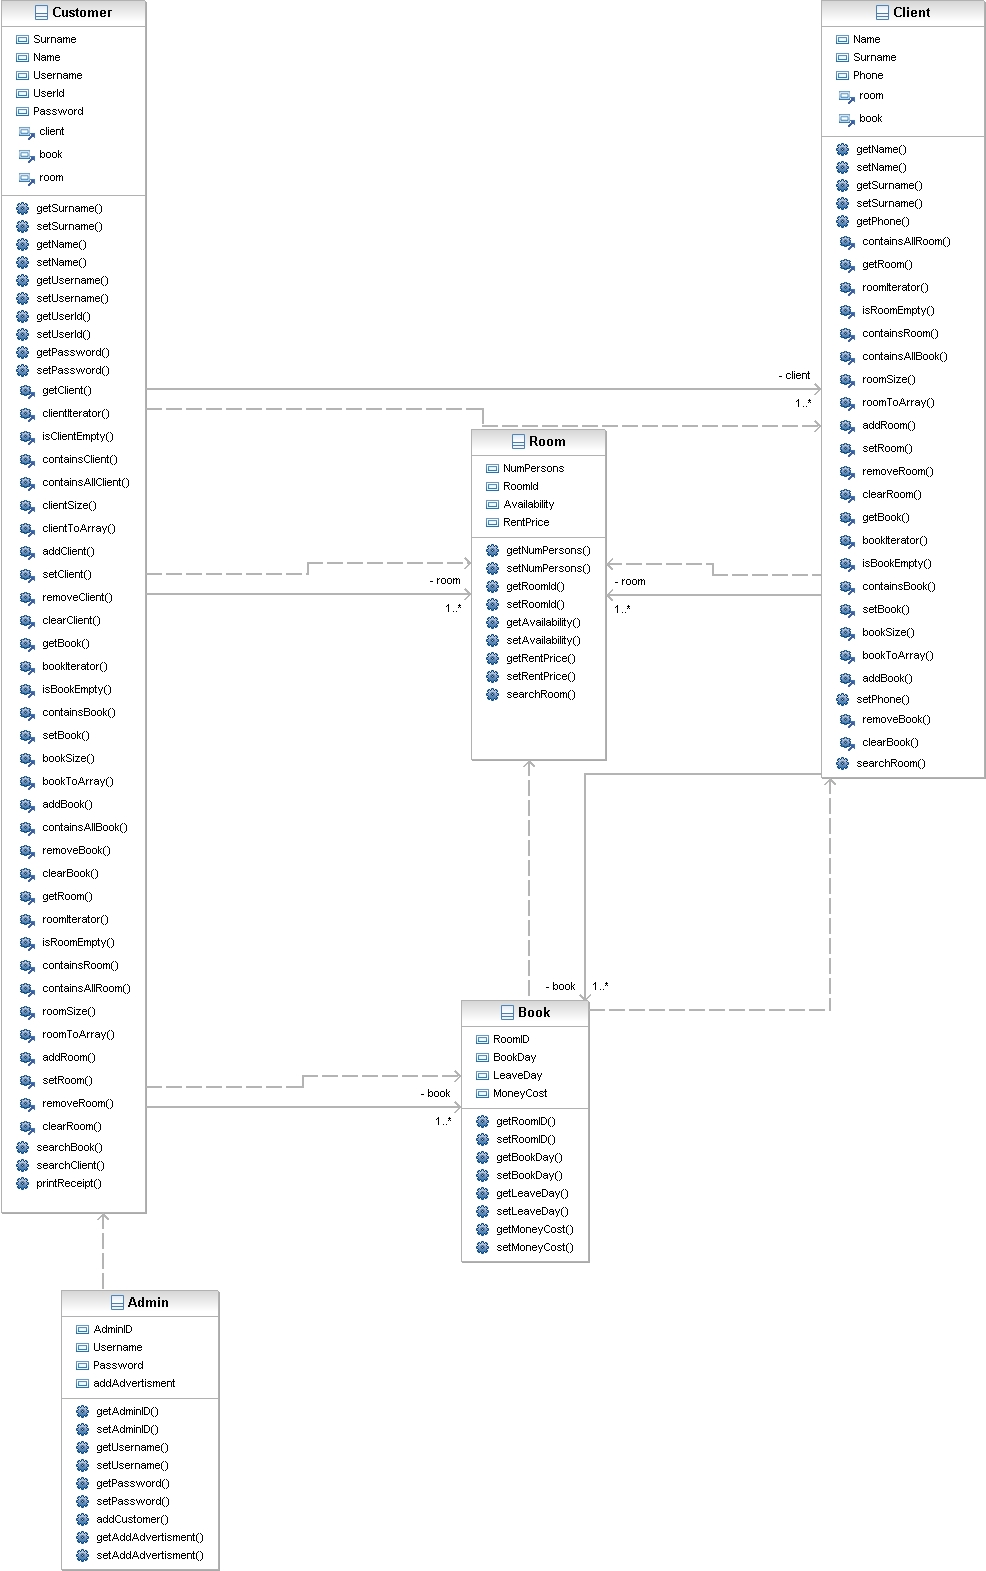 Customer
Surname
Name
Username
UserId
Password
client
book
room
getSurname()
setSurname()
getName()
setName()
getUsername()
setUsername()
getUserId()
setUserId()
getPassword()
setPassword()
getClient()
clientIterator()
isClientEmpty()
containsClient()
containsAllClient()
clientSize()
clientToArray()
addClient()
setClient()
removeClient()
clearClient()
getBook()
bookIterator()
isBookEmpty()
containsBook()
setBook()
bookSize()
bookToArray()
addBook()
containsAllBook()
removeBook()
clearBook()
getRoom()
roomIterator()
isRoomEmpty()
containsRoom()
containsAllRoom()
roomSize()
roomToArray()
addRoom()
setRoom()
removeRoom()
clearRoom()
searchBook()
searchClient()
printReceipt()
Client
Name
Surname
Phone
room
book
getName()
setName()
getSurname()
setSurname()
getPhone()
containsAllRoom()
getRoom()
roomIterator()
isRoomEmpty()
containsRoom()
containsAllBook()
roomSize()
roomToArray()
addRoom()
setRoom()
removeRoom()
clearRoom()
getBook()
bookIterator()
isBookEmpty()
containsBook()
setBook()
bookSize()
bookToArray()
addBook()
setPhone()
removeBook()
clearBook()
searchRoom()
- client
1..*
Room
NumPersons
RoomId
Availability
RentPrice
getNumPersons()
setNumPersons()
getRoomId()
setRoomId()
getAvailability()
setAvailability()
getRentPrice()
setRentPrice()
searchRoom()
- room
1..*
- room
1..*
- book
1..*
Book
RoomID
BookDay
LeaveDay
MoneyCost
getRoomID()
setRoomID()
getBookDay()
setBookDay()
getLeaveDay()
setLeaveDay()
getMoneyCost()
setMoneyCost()
- book
1..*
Admin
AdminID
Username
Password
addAdvertisment
getAdminID()
setAdminID()
getUsername()
setUsername()
getPassword()
setPassword()
addCustomer()
getAddAdvertisment()
setAddAdvertisment()